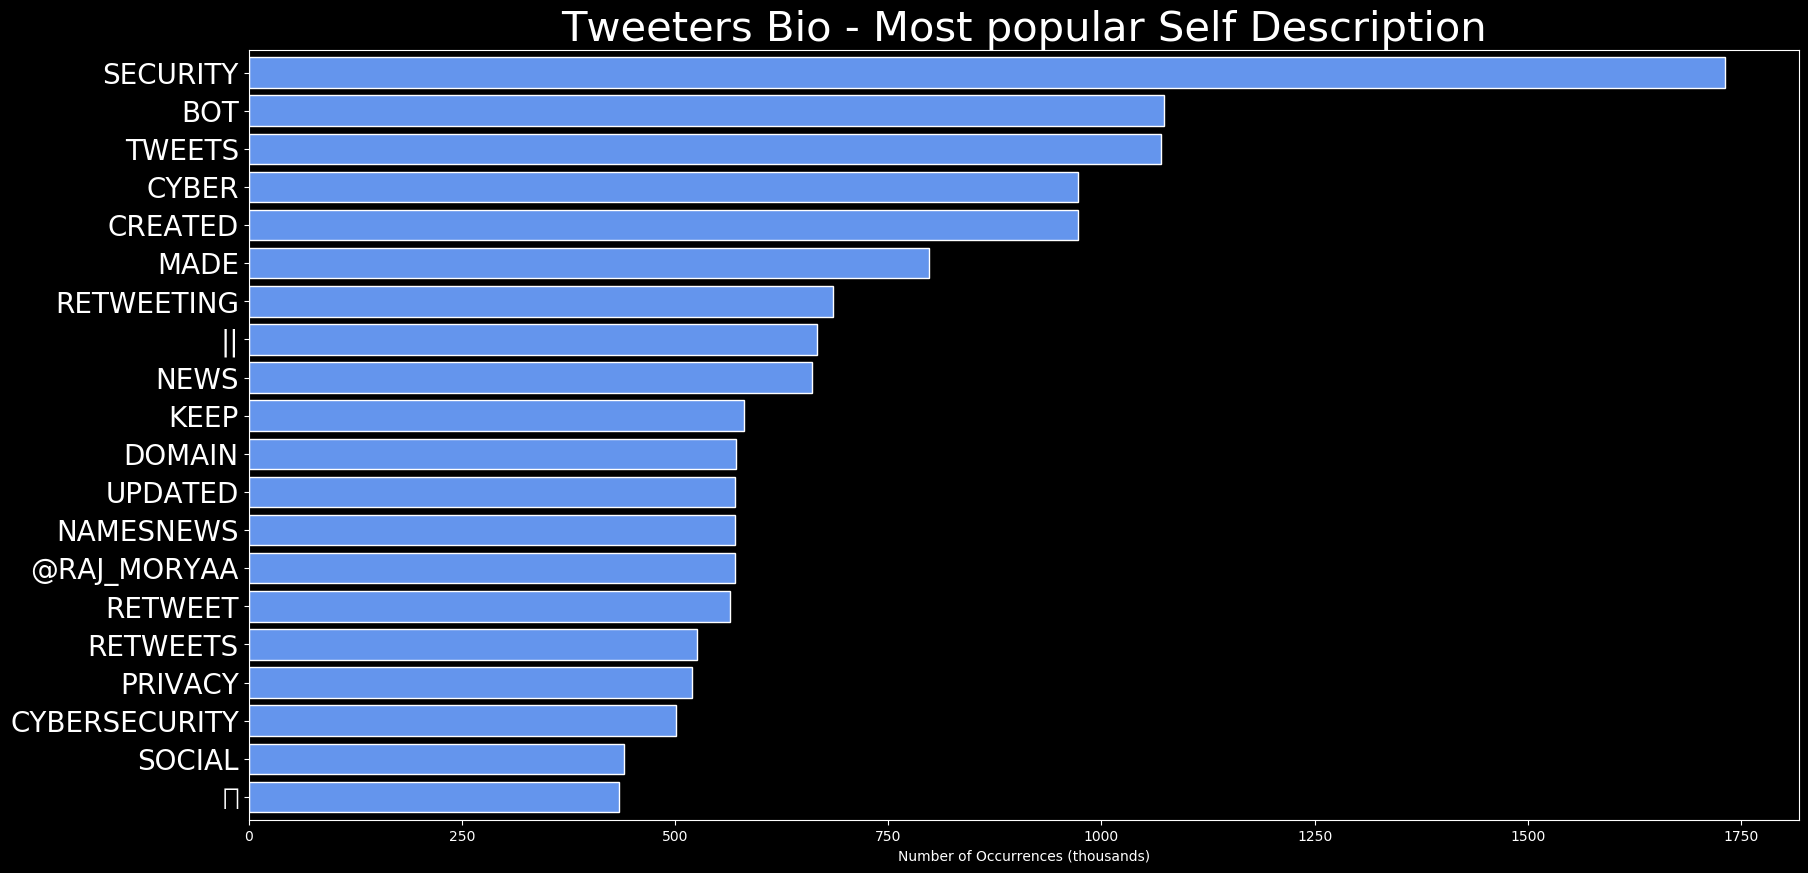 Tweeters Bio - Most popular Self Description
SECURITY
BOT
TWEETS
CYBER
CREATED
MADE
RETWEETING
||
NEWS
KEEP
DOMAIN
UPDATED
NAMESNEWS
@RAJ_MORYAA
RETWEET
RETWEETS
PRIVACY
CYBERSECURITY
SOCIAL
0 250 500 750 1000 1250 1500 1750
Number of Occurrences (thousands)